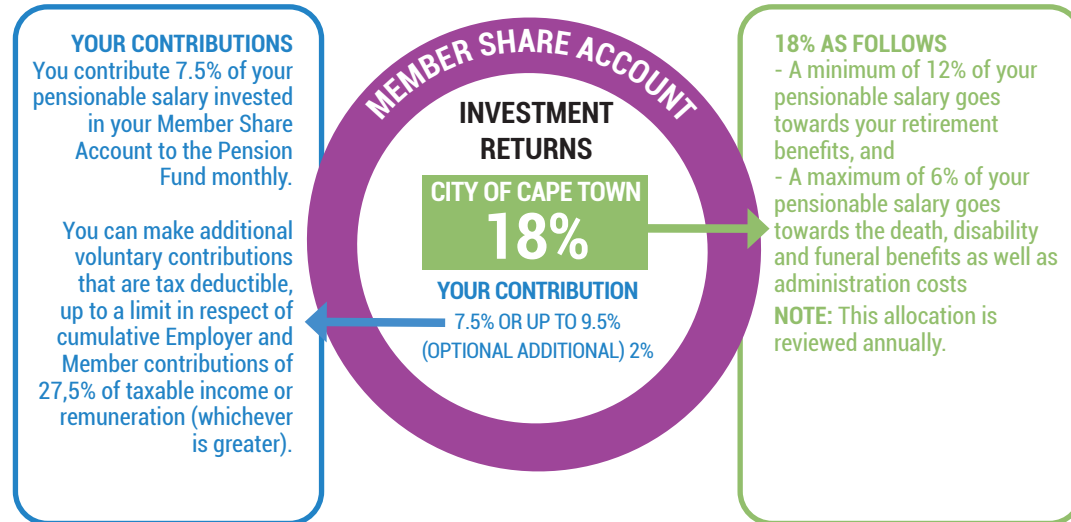 YOUR CONTRIBUTIONS
You contribute 7.5% of your
pensionable salary invested
in your Member Share
Account to the Pension
Fund monthly.
You can make additional
voluntary contributions
that are tax deductible,
up to a limit in respect of
cumulative Employer and
Member contributions of
27,5% of taxable income or
remuneration (whichever
is greater).
MEMBER SHARE ACCOUNT
INVESTMENT
RETURNS
CITY OF CAPE TOWN
18%
YOUR CONTRIBUTION
7.5% OR UP TO 9.5%
(OPTIONAL ADDITIONAL) 2%
18% AS FOLLOWS
- A minimum of 12% of your
pensionable salary goes
towards your retirement
benefits, and
- A maximum of 6% of your
pensionable salary goes
towards the death, disability
and funeral benefits as well as
administration costs
NOTE: This allocation is
reviewed annually.